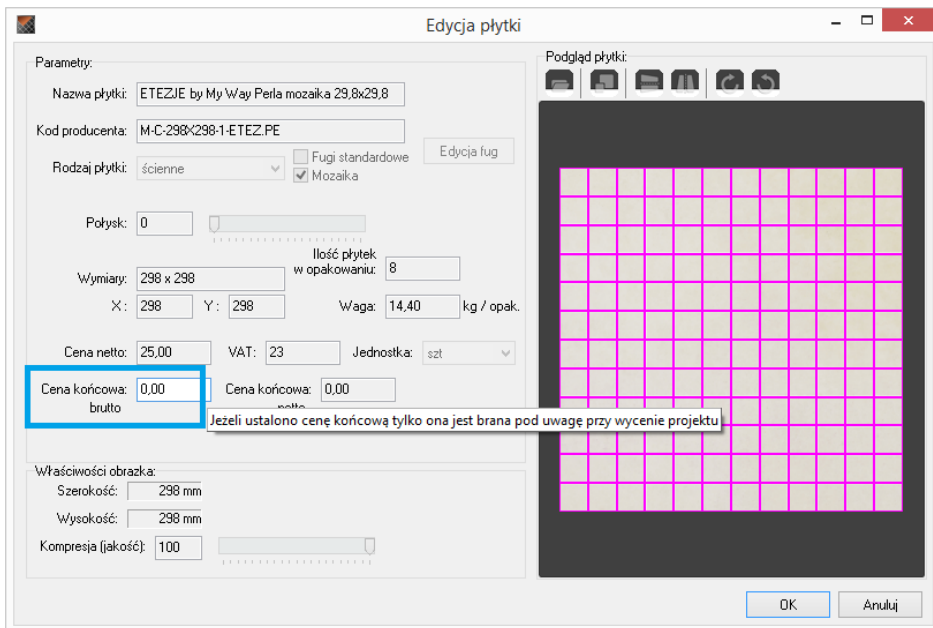 Edycja płytki
Parametry:
Nazwa płytki: ETEZJE by My Way Perla mozaika 29,8x29,8
Kod producenta: M-C-298X298-1-ETEZ.PE
Rodzaj płytki: ścienne
Fugi standardowe
Mozaika
Edycja fug
Połysk: 0
Ilość płytek
w opakowaniu: 8
Wymiary: 298 x 298
X: 298 Y: 298 Waga: 14,40 kg / opak.
Cena netto: 25,00 VAT: 23 Jednostka: szt
Cena końcowa: 0,00 Cena końcowa: 0,00
brutto netto
Jeżeli ustalono cenę końcową tylko ona jest brana pod uwagę przy wycenie projektu
Właściwości obrazka:
Szerokość: 298 mm
Wysokość: 298 mm
Kompresja (jakość): 100
Podgląd płytki:
OK Anuluj